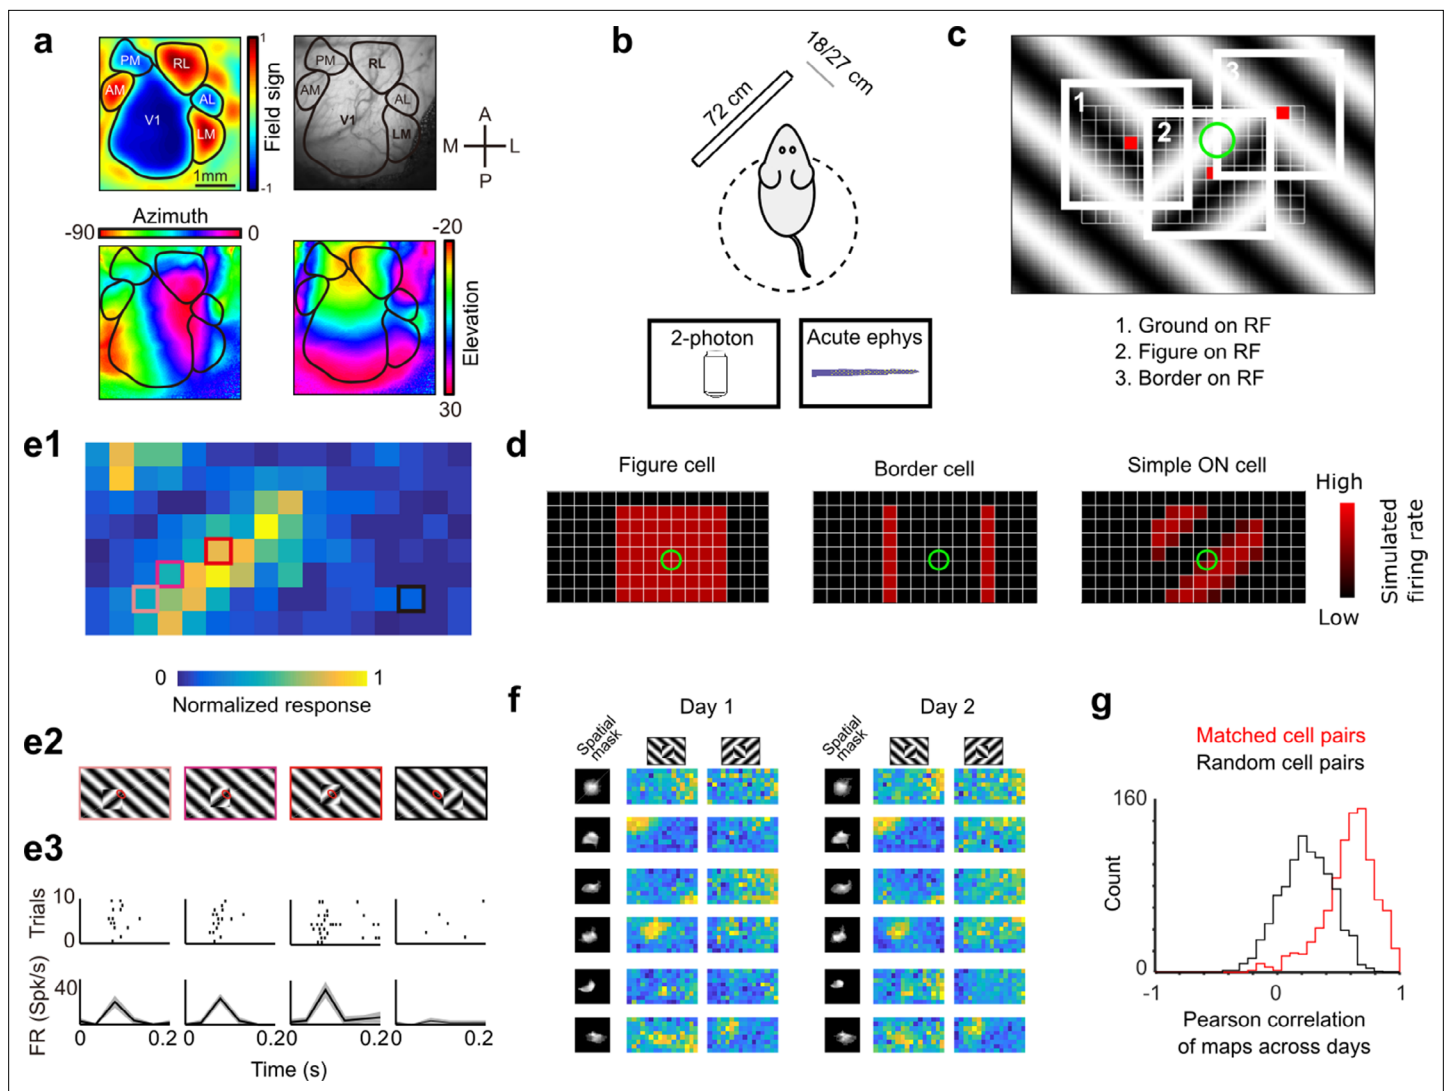 a
PM
RL
AM
AL
V1
LM
1mm
1
Field sign
-1
PM
RL
AM
AL
V1
LM
A
M
L
P
Azimuth
-90
0
-20
Elevation
30
b
18/27 cm
72 cm
2-photon
Acute ephys
c
1
2
3
1. Ground on RF
2. Figure on RF
3. Border on RF
e1
0
1
Normalized response
d
Figure cell
Border cell
Simple ON cell
High
Low
Simulated
firing rate
e2
e3
10
Trials
0
40
FR (Spk/s)
0
0.2
0
0.2
0
0.2
0
0.2
Time (s)
f
Day 1
Day 2
Spatial
mask
Spatial
mask
g
Matched cell pairs
Random cell pairs
160
Count
0
-1
0
1
Pearson correlation
of maps across days